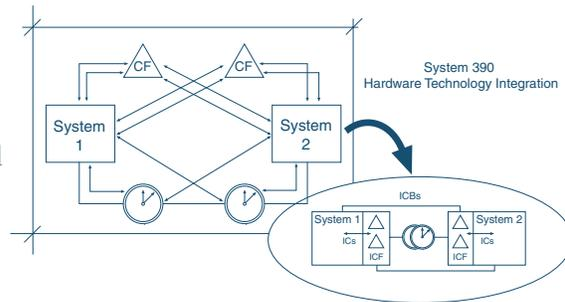 CF
CF
System 390
Hardware Technology Integration
System
1
System
2
ICBs
System 1
System 2
ICs
ICs
ICF
ICF